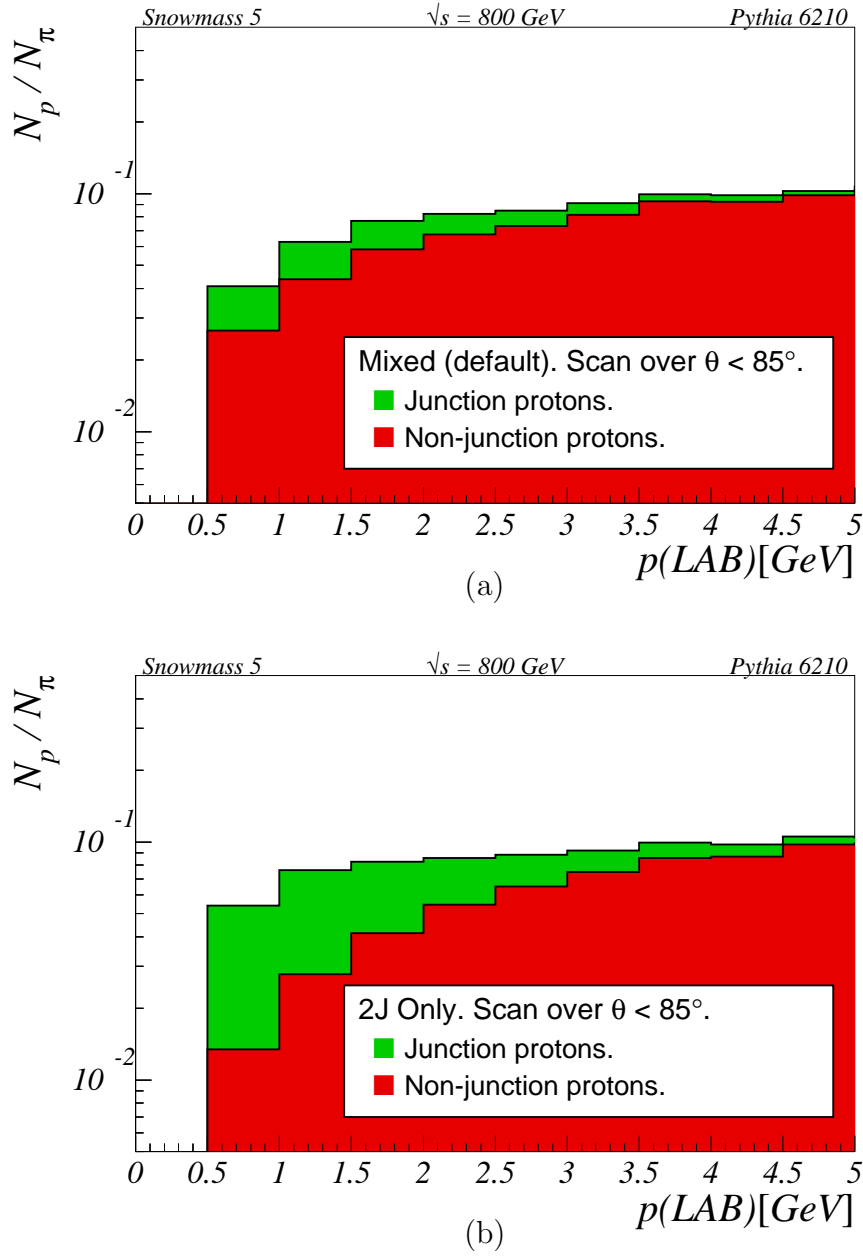 Snowmass 5 √s = 800 GeV Pythia 6210
N_p / N_π
10^-1
10^-2
Mixed (default). Scan over θ < 85°.
Junction protons.
Non-junction protons.
0 0.5 1 1.5 2 2.5 3 3.5 4 4.5 5
p(LAB)[GeV]
(a)
Snowmass 5 √s = 800 GeV Pythia 6210
N_p / N_π
10^-1
10^-2
2J Only. Scan over θ < 85°.
Junction protons.
Non-junction protons.
0 0.5 1 1.5 2 2.5 3 3.5 4 4.5 5
p(LAB)[GeV]
(b)